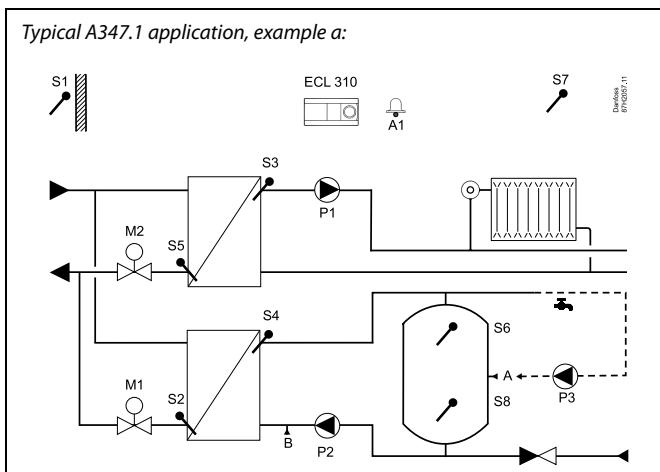 Typical A347.1 application, example a:
S1
ECL 310
A1
S7
Danfoss
87H2057.11
S3
P1
M2
S5
S4
S6
A
P3
M1
S2
B
P2
S8